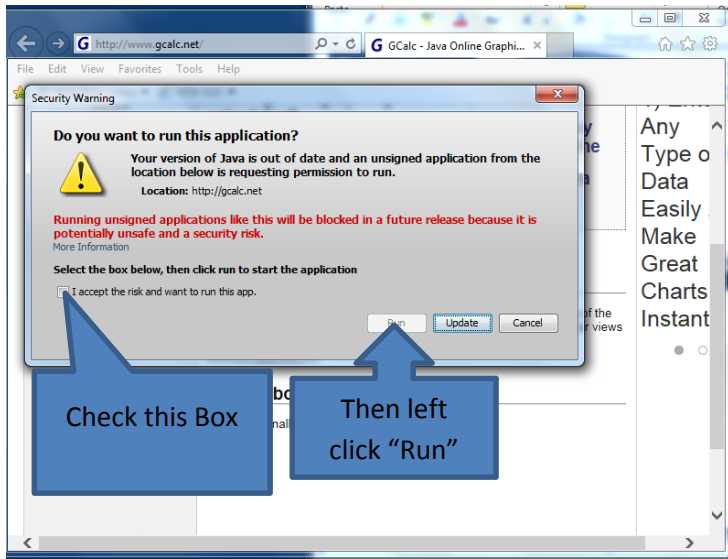 http://www.gcalc.net/
GCalc - Java Online Graphi...
File Edit View Favorites Tools Help
Security Warning
Do you want to run this application?
Your version of Java is out of date and an unsigned application from the
location below is requesting permission to run.
Location: http://gcalc.net
Running unsigned applications like this will be blocked in a future release because it is
potentially unsafe and a security risk.
More Information
Select the box below, then click run to start the application
I accept the risk and want to run this app.
Run Update Cancel
Any
Type o
Data
Easily
Make
Great
Charts
Instant
of the
r views
Check this Box
Then left
click “Run”